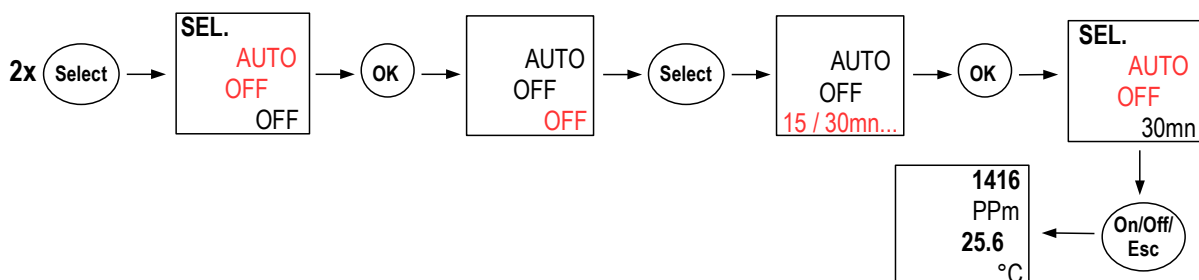 2x
Select
SEL.
AUTO
OFF
OFF
OK
AUTO
OFF
OFF
Select
AUTO
OFF
15 / 30mn...
OK
SEL.
AUTO
OFF
30mn
On/Off/
Esc
1416
PPm
25.6
°C